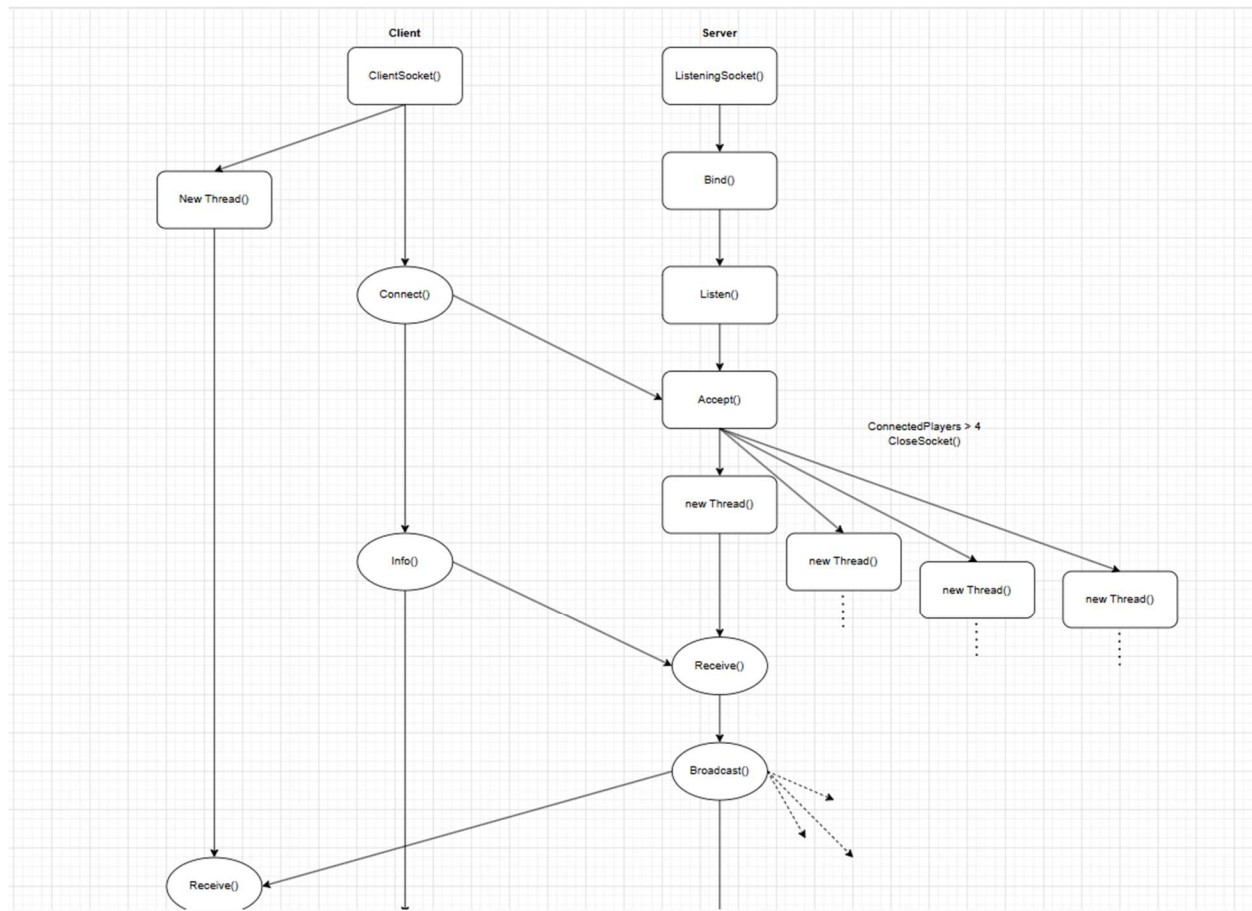 Client
Server
ClientSocket()
ListeningSocket()
New Thread()
Bind()
Connect()
Listen()
Accept()
ConnectedPlayers > 4
CloseSocket()
new Thread()
Info()
new Thread()
new Thread()
new Thread()
Receive()
Broadcast()
Receive()